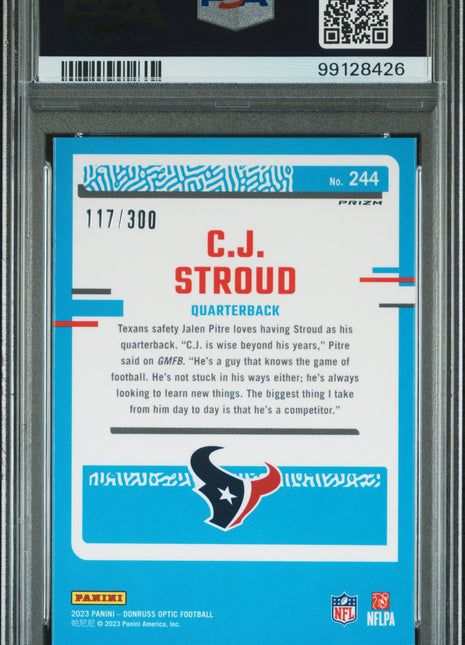 PSA
99128426
No. 244
PRIZM
117/300
C.J.
STROUD
QUARTERBACK
Texans safety Jalen Pitre loves having Stroud as his
quarterback. “C.J. is wise beyond his years,” Pitre
said on GMFB. “He’s a guy that knows the game of
football. He’s not stuck in his ways either; he’s always
looking to learn new things. The biggest thing I take
from him day to day is that he’s a competitor.”
PANINI
2023 PANINI – DONRUSS OPTIC FOOTBALL
帕尼尼 © 2023 Panini America, Inc.
NFL
NFLPA